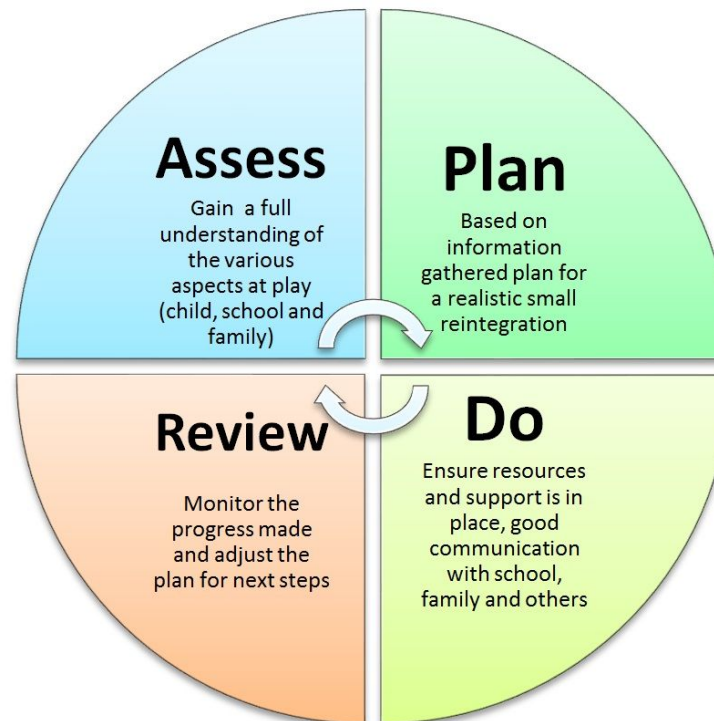 Assess
Gain  a full
understanding of
the various
aspects at play
(child, school and
family)
Plan
Based on
information
gathered plan for
a realistic small
reintegration
Review
Monitor the
progress made
and adjust the
plan for next steps
Do
Ensure resources
and support is in
place, good
communication
with school,
family and others